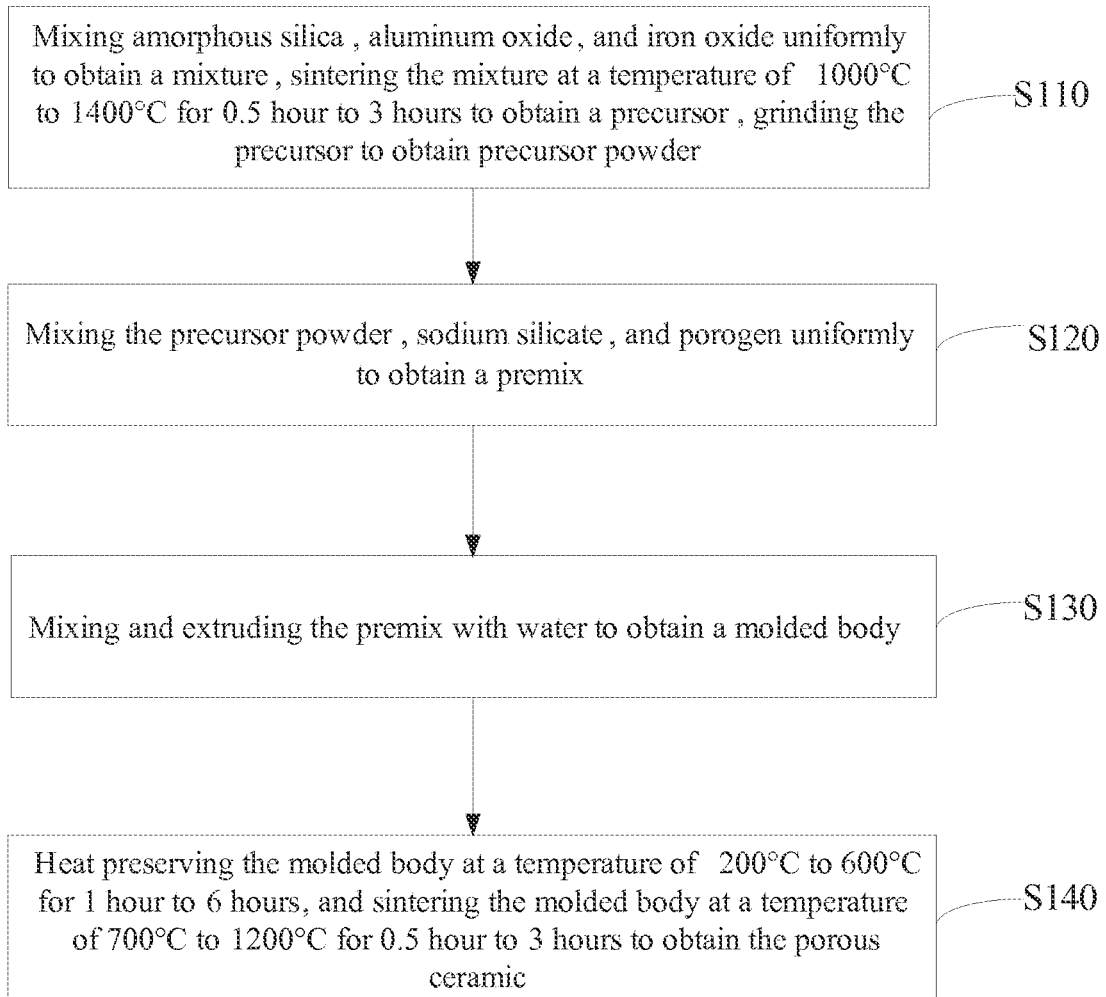 Mixing amorphous silica , aluminum oxide , and iron oxide uniformly
to obtain a mixture , sintering the mixture at a temperature of 1000°C
to 1400°C for 0.5 hour to 3 hours to obtain a precursor , grinding the
precursor to obtain precursor powder
S110
Mixing the precursor powder , sodium silicate , and porogen uniformly
to obtain a premix
S120
Mixing and extruding the premix with water to obtain a molded body
S130
Heat preserving the molded body at a temperature of 200°C to 600°C
for 1 hour to 6 hours, and sintering the molded body at a temperature
of 700°C to 1200°C for 0.5 hour to 3 hours to obtain the porous
ceramic
S140